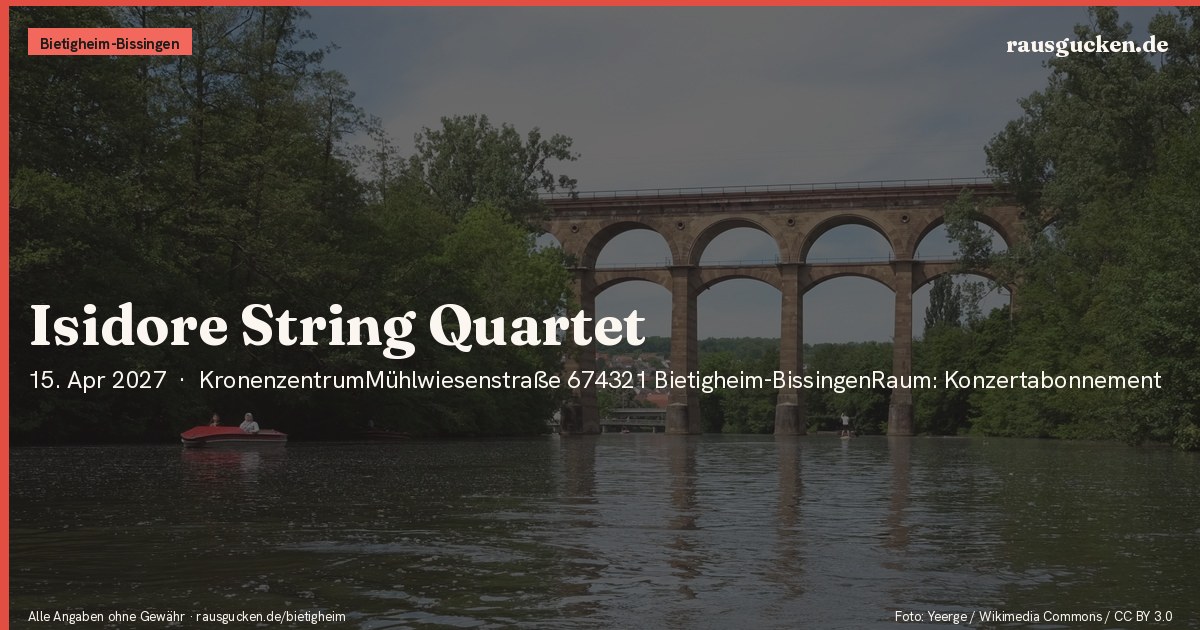 Bietigheim-Bissingen
rausgucken.de
Isidore String Quartet
15. Apr 2027 · KronenzentrumMühlwiesenstraße 674321 Bietigheim-BissingenRaum: Konzertabonnement
Alle Angaben ohne Gewähr · rausgucken.de/bietigheim
Foto: Yeerge / Wikimedia Commons / CC BY 3.0